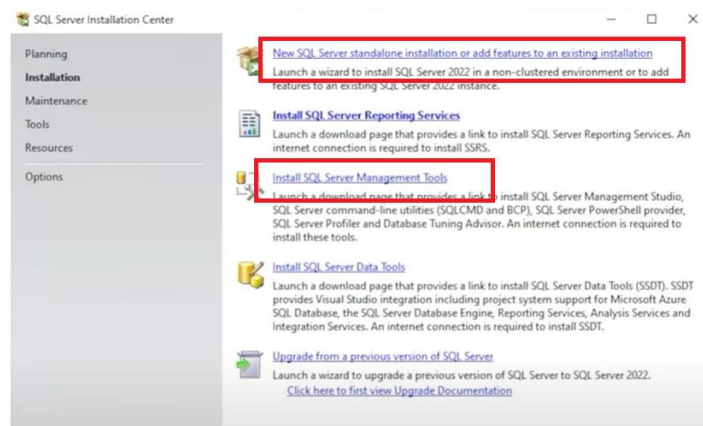 SQL Server Installation Center
Planning
Installation
Maintenance
Tools
Resources
Options
New SQL Server standalone installation or add features to an existing installation
Launch a wizard to install SQL Server 2022 in a non-clustered environment or to add
features to an existing SQL Server 2022 instance.
Install SQL Server Reporting Services
Launch a download page that provides a link to install SQL Server Reporting Services. An
internet connection is required to install SSRS.
Install SQL Server Management Tools
Launch a download page that provides a link to install SQL Server Management Studio,
SQL Server command-line utilities (SQLCMD and BCP), SQL Server PowerShell provider,
SQL Server Profiler and Database Tuning Advisor. An internet connection is required to
install these tools.
Install SQL Server Data Tools
Launch a download page that provides a link to install SQL Server Data Tools (SSDT). SSDT
provides Visual Studio integration including project system support for Microsoft Azure
SQL Database, the SQL Server Database Engine, Reporting Services, Analysis Services and
Integration Services. An internet connection is required to install SSDT.
Upgrade from a previous version of SQL Server
Launch a wizard to upgrade a previous version of SQL Server to SQL Server 2022.
Click here to first view Upgrade Documentation